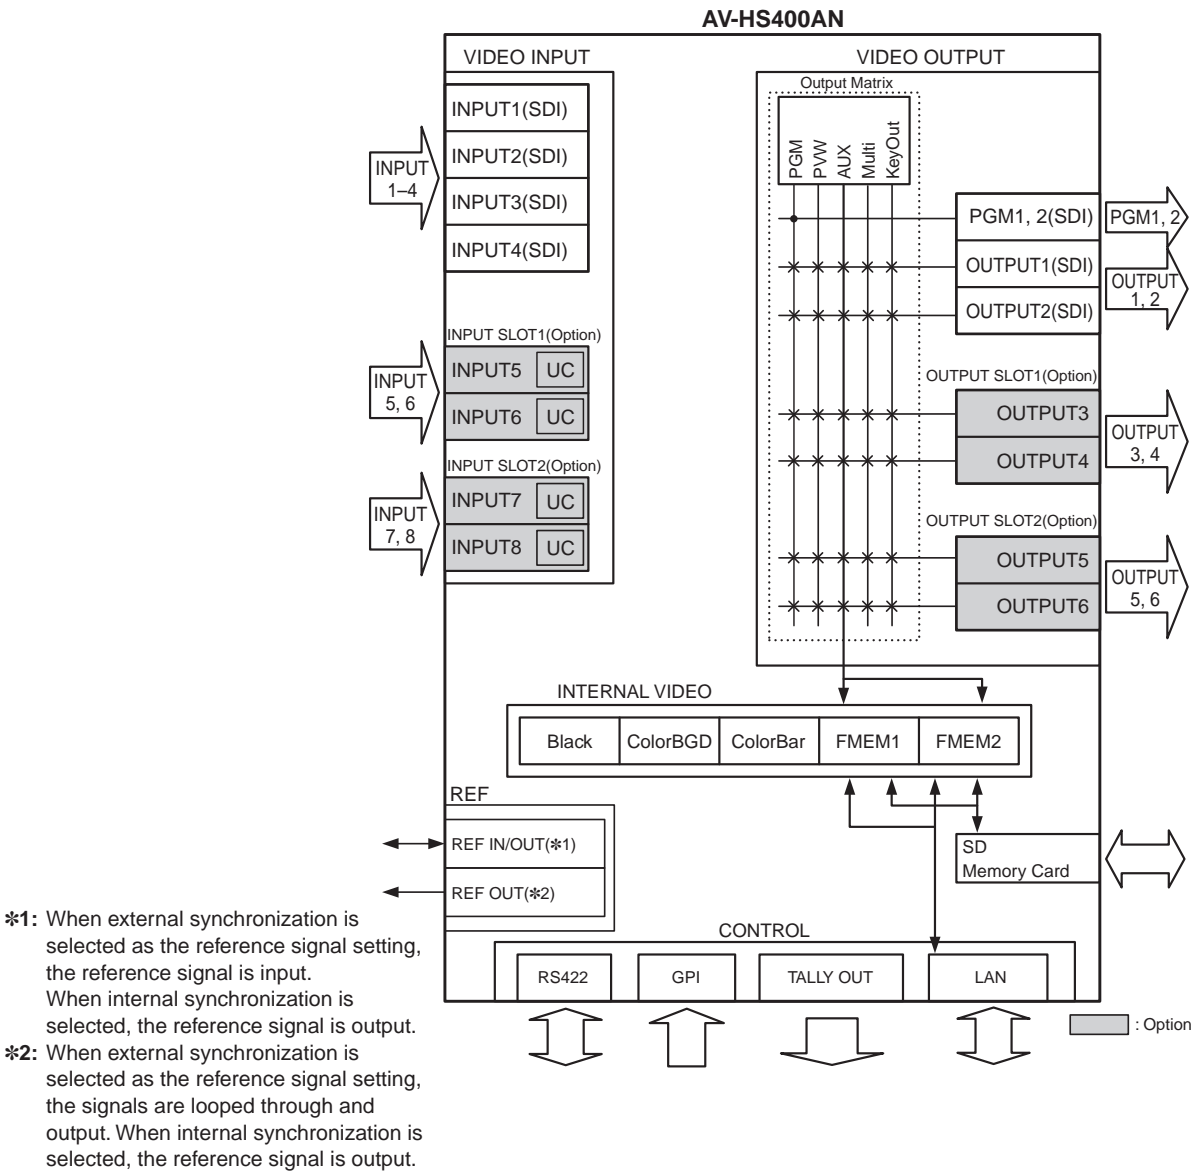 AV-HS400AN
VIDEO INPUT
INPUT1(SDI)
INPUT2(SDI)
INPUT3(SDI)
INPUT4(SDI)
INPUT
1–4
INPUT SLOT1(Option)
INPUT5 UC
INPUT6 UC
INPUT
5, 6
INPUT SLOT2(Option)
INPUT7 UC
INPUT8 UC
INPUT
7, 8
VIDEO OUTPUT
Output Matrix
PGM
PVW
AUX
Multi
KeyOut
PGM1, 2(SDI)
PGM1, 2
OUTPUT1(SDI)
OUTPUT2(SDI)
OUTPUT
1, 2
OUTPUT SLOT1(Option)
OUTPUT3
OUTPUT4
OUTPUT
3, 4
OUTPUT SLOT2(Option)
OUTPUT5
OUTPUT6
OUTPUT
5, 6
INTERNAL VIDEO
Black ColorBGD ColorBar FMEM1 FMEM2
REF
REF IN/OUT(✽1)
REF OUT(✽2)
SD
Memory Card
CONTROL
RS422 GPI TALLY OUT LAN
: Option
✽1: When external synchronization is
selected as the reference signal setting,
the reference signal is input.
When internal synchronization is
selected, the reference signal is output.
✽2: When external synchronization is
selected as the reference signal setting,
the signals are looped through and
output. When internal synchronization is
selected, the reference signal is output.